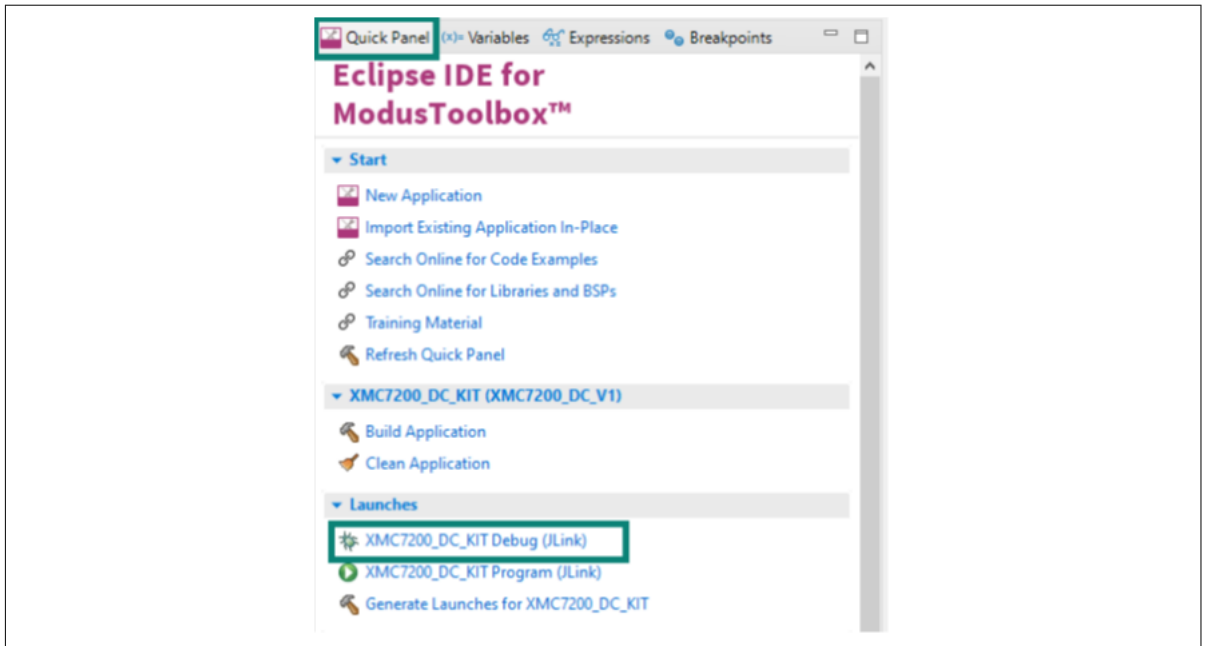 Quick Panel (x)= Variables Expressions Breakpoints
Eclipse IDE for
ModusToolbox™
Start
New Application
Import Existing Application In-Place
Search Online for Code Examples
Search Online for Libraries and BSPs
Training Material
Refresh Quick Panel
XMC7200_DC_KIT (XMC7200_DC_V1)
Build Application
Clean Application
Launches
XMC7200_DC_KIT Debug (JLink)
XMC7200_DC_KIT Program (JLink)
Generate Launches for XMC7200_DC_KIT